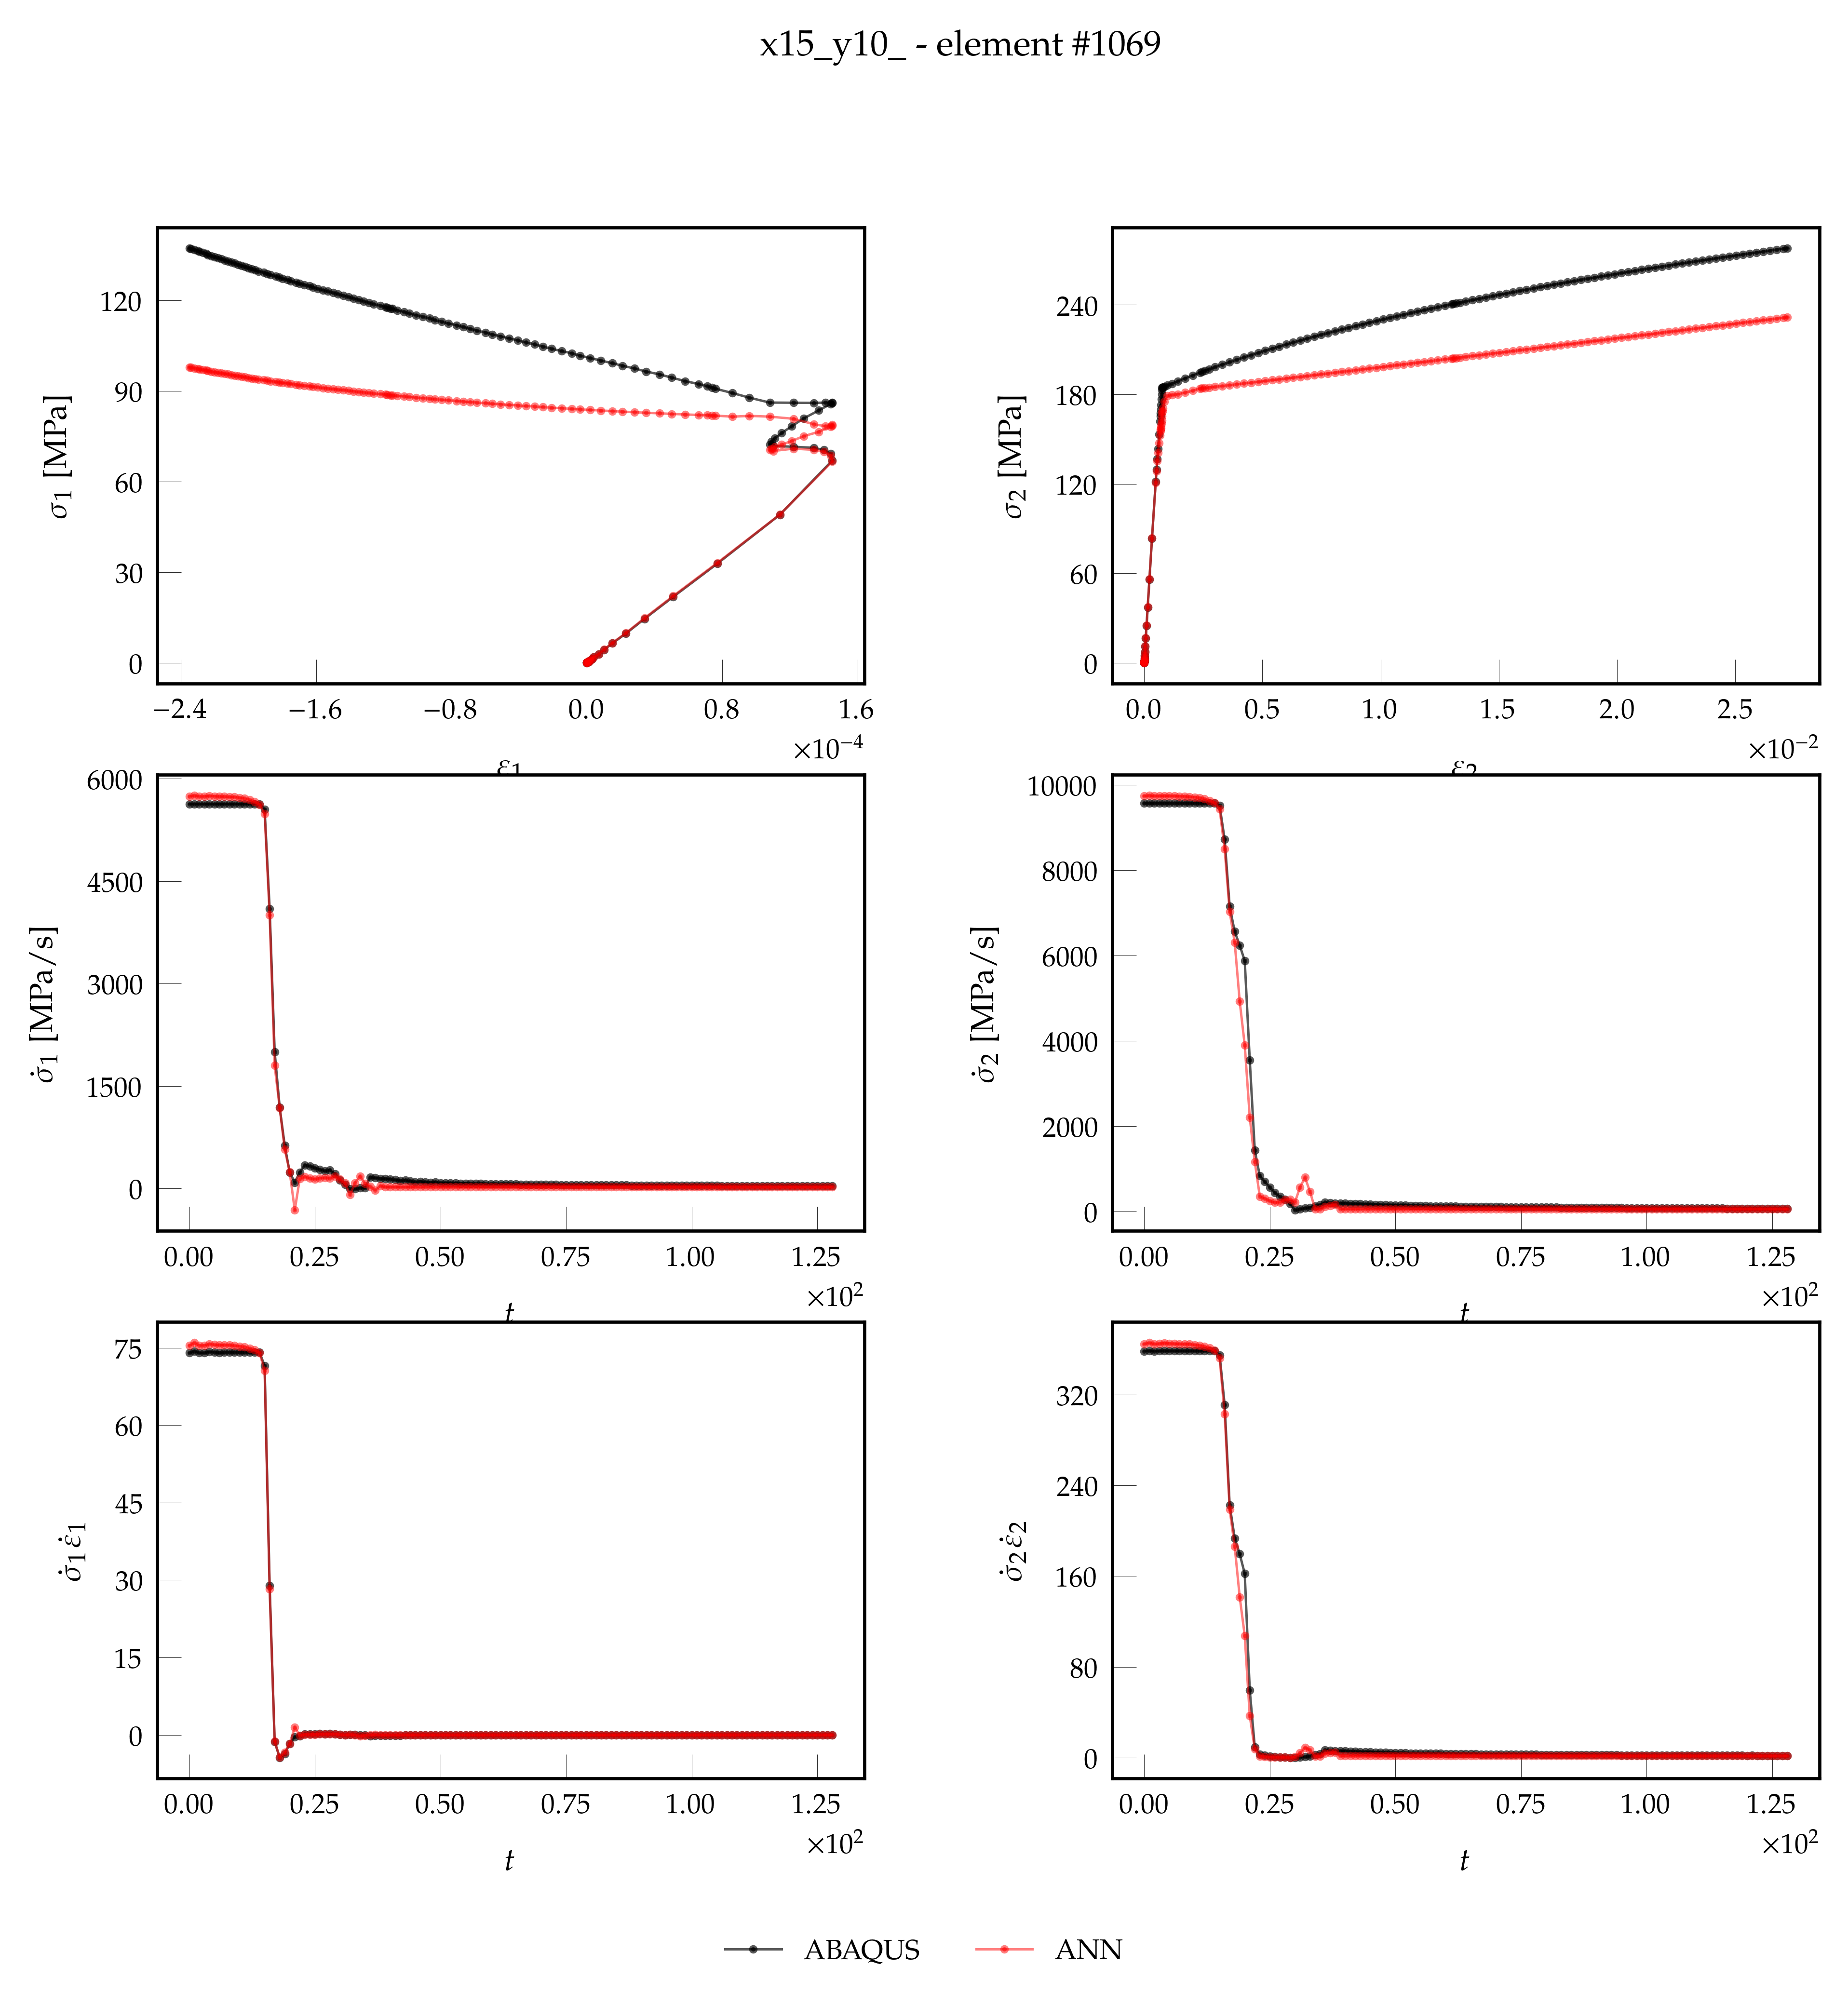 x15_y10_ - element #1069
σ1 [MPa]
120
90
60
30
0
−2.4 −1.6 −0.8 0.0 0.8 1.6
×10−4
ε1
σ2 [MPa]
240
180
120
60
0
0.0 0.5 1.0 1.5 2.0 2.5
×10−2
ε2
σ̇1 [MPa/s]
6000
4500
3000
1500
0
0.00 0.25 0.50 0.75 1.00 1.25
×102
t
σ̇2 [MPa/s]
10000
8000
6000
4000
2000
0
0.00 0.25 0.50 0.75 1.00 1.25
×102
t
σ̇1ε̇1
75
60
45
30
15
0
0.00 0.25 0.50 0.75 1.00 1.25
×102
t
σ̇2ε̇2
320
240
160
80
0
0.00 0.25 0.50 0.75 1.00 1.25
×102
t
ABAQUS ANN